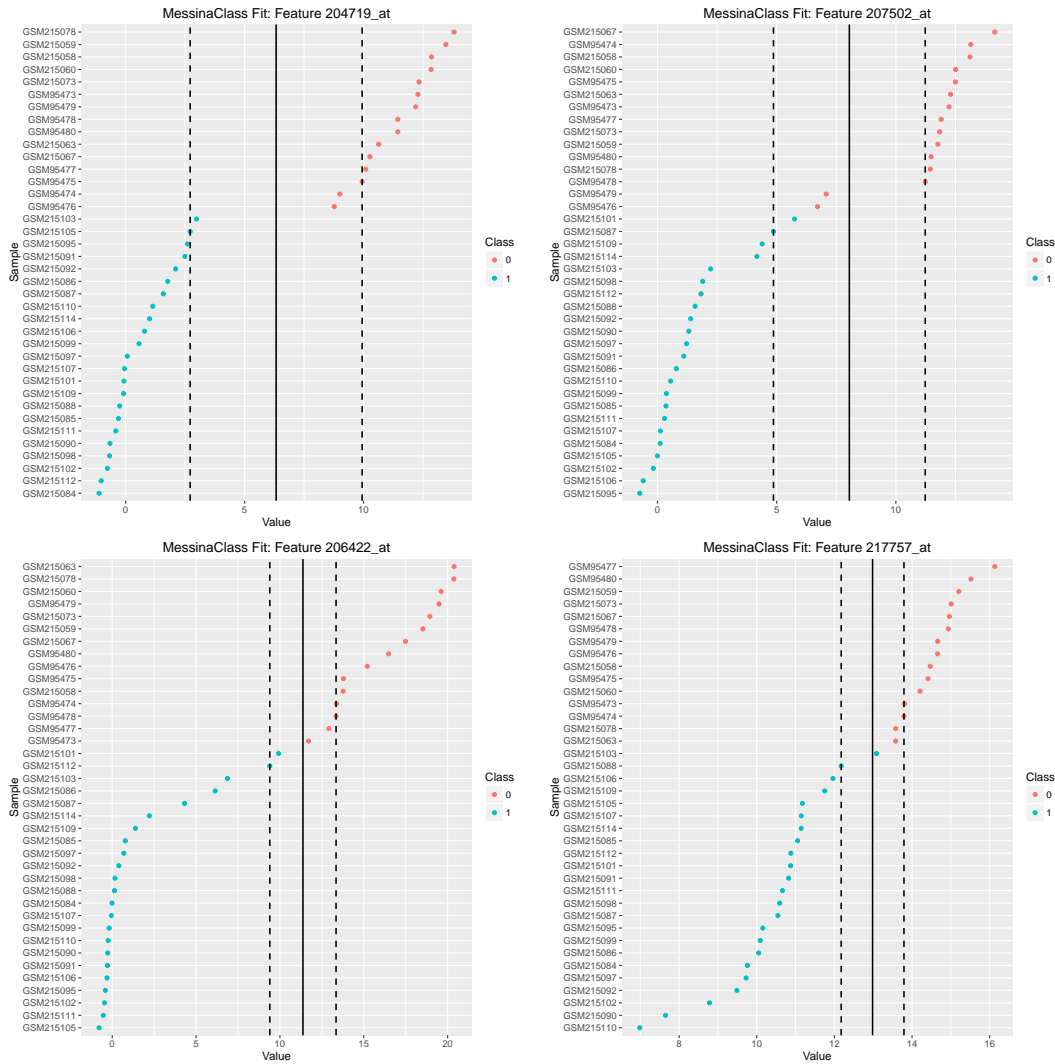 MessinaClass Fit: Feature 204719_at
GSM215078
GSM215059
GSM215058
GSM215060
GSM215073
GSM95473
GSM95479
GSM95478
GSM95480
GSM215063
GSM215067
GSM95477
GSM95475
GSM95474
GSM95476
GSM215103
GSM215105
GSM215095
GSM215091
GSM215092
GSM215086
GSM215087
GSM215110
GSM215114
GSM215106
GSM215099
GSM215097
GSM215107
GSM215101
GSM215109
GSM215088
GSM215085
GSM215111
GSM215090
GSM215098
GSM215102
GSM215112
GSM215084
Sample
0 5 10
Value
Class
0
1
MessinaClass Fit: Feature 207502_at
GSM215067
GSM95474
GSM215058
GSM215060
GSM95475
GSM215063
GSM95473
GSM95477
GSM215073
GSM215059
GSM95480
GSM215078
GSM95478
GSM95479
GSM95476
GSM215101
GSM215087
GSM215109
GSM215114
GSM215103
GSM215098
GSM215112
GSM215088
GSM215092
GSM215090
GSM215097
GSM215091
GSM215086
GSM215110
GSM215099
GSM215085
GSM215111
GSM215107
GSM215084
GSM215105
GSM215102
GSM215106
GSM215095
Sample
0 5 10
Value
Class
0
1
MessinaClass Fit: Feature 206422_at
GSM215063
GSM215078
GSM215060
GSM95479
GSM215073
GSM215059
GSM215067
GSM95480
GSM95476
GSM95475
GSM215058
GSM95474
GSM95478
GSM95477
GSM95473
GSM215101
GSM215112
GSM215103
GSM215086
GSM215087
GSM215114
GSM215109
GSM215085
GSM215097
GSM215092
GSM215098
GSM215088
GSM215084
GSM215107
GSM215099
GSM215110
GSM215090
GSM215091
GSM215106
GSM215095
GSM215102
GSM215111
GSM215105
Sample
0 5 10 15 20
Value
Class
0
1
MessinaClass Fit: Feature 217757_at
GSM95477
GSM95480
GSM215059
GSM215073
GSM215067
GSM95478
GSM95479
GSM95476
GSM215058
GSM95475
GSM215060
GSM95473
GSM95474
GSM215078
GSM215063
GSM215103
GSM215088
GSM215106
GSM215109
GSM215105
GSM215107
GSM215114
GSM215085
GSM215112
GSM215101
GSM215091
GSM215111
GSM215098
GSM215087
GSM215095
GSM215099
GSM215086
GSM215084
GSM215097
GSM215092
GSM215102
GSM215090
GSM215110
Sample
8 10 12 14 16
Value
Class
0
1